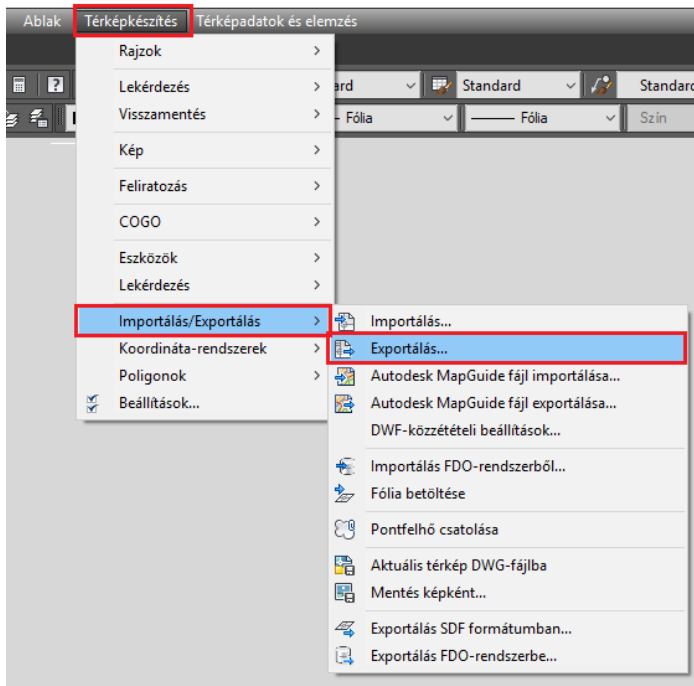 Ablak Térképkészítés Térképadatok és elemzés
Rajzok
Lekérdezés
Standard
Standard
Visszamentés
Fólia
Fólia
Szín
Kép
Feliratozás
COGO
Eszközök
Lekérdezés
Importálás/Exportálás
Koordináta-rendszerek
Poligonok
Beállítások...
Importálás...
Exportálás...
Autodesk MapGuide fájl importálása...
Autodesk MapGuide fájl exportálása...
DWF-közzétételi beállítások...
Importálás FDO-rendszerből...
Fólia betöltése
Pontfelhő csatolása
Aktuális térkép DWG-fájlba
Mentés képként...
Exportálás SDF formátumban...
Exportálás FDO-rendszerbe...